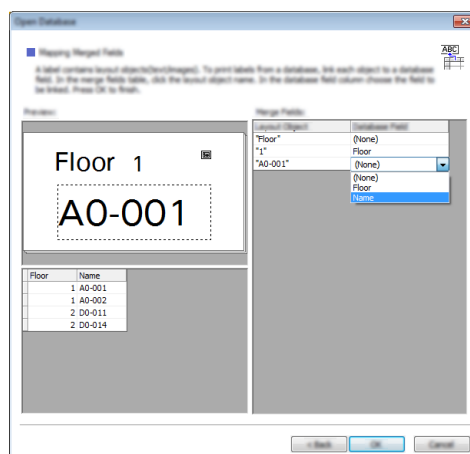 Open Database
Mapping Merged Fields
ABC
A label contains layout objects(text/images). To print labels from a database, link each object to a database
field. In the merge fields table, click the layout object name. In the database field column choose the field to
be linked. Press OK to finish.
Preview:
Merge Fields:
Layout Object Database Field
"Floor" (None)
"1" Floor
"A0-001" (None)
(None)
Floor
Name
Floor 1
A0-001
Floor Name
1 A0-001
1 A0-002
2 D0-011
2 D0-014
< Back OK Cancel